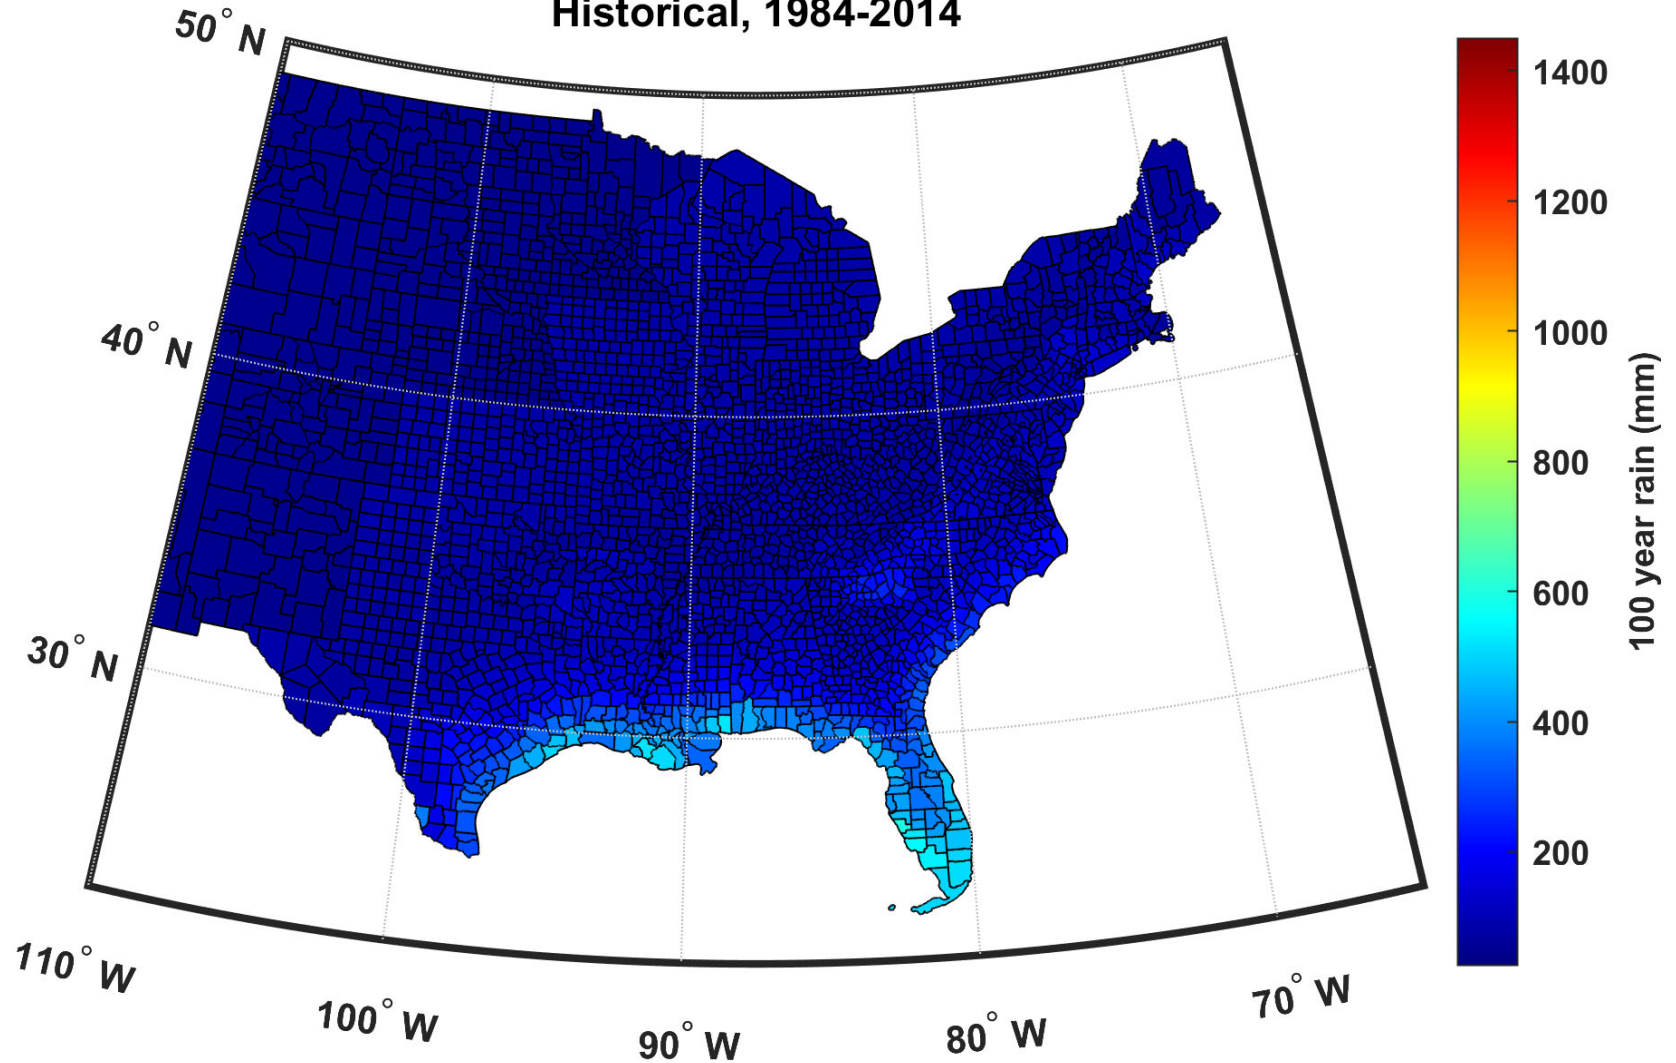 Historical, 1984-2014
50° N
40° N
30° N
110° W
100° W
90° W
80° W
70° W
1400
1200
1000
800
600
400
200
100 year rain (mm)